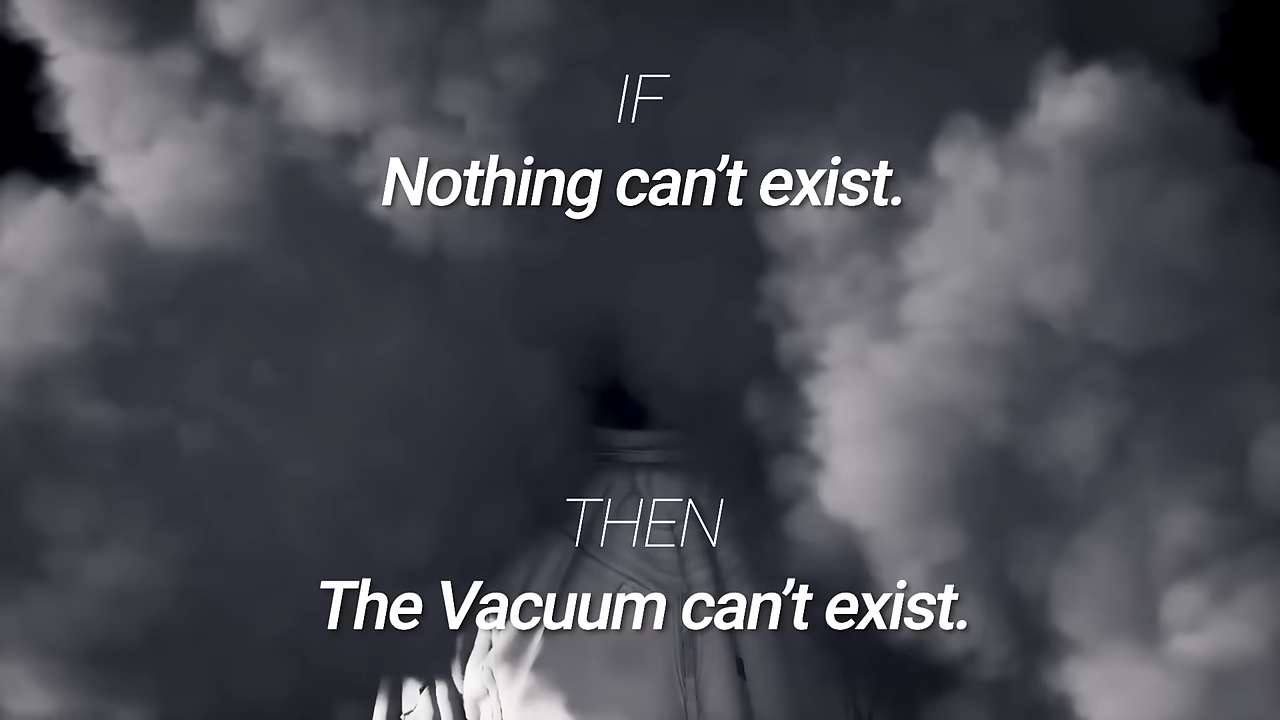 IF
Nothing can’t exist.
THEN
The Vacuum can’t exist.